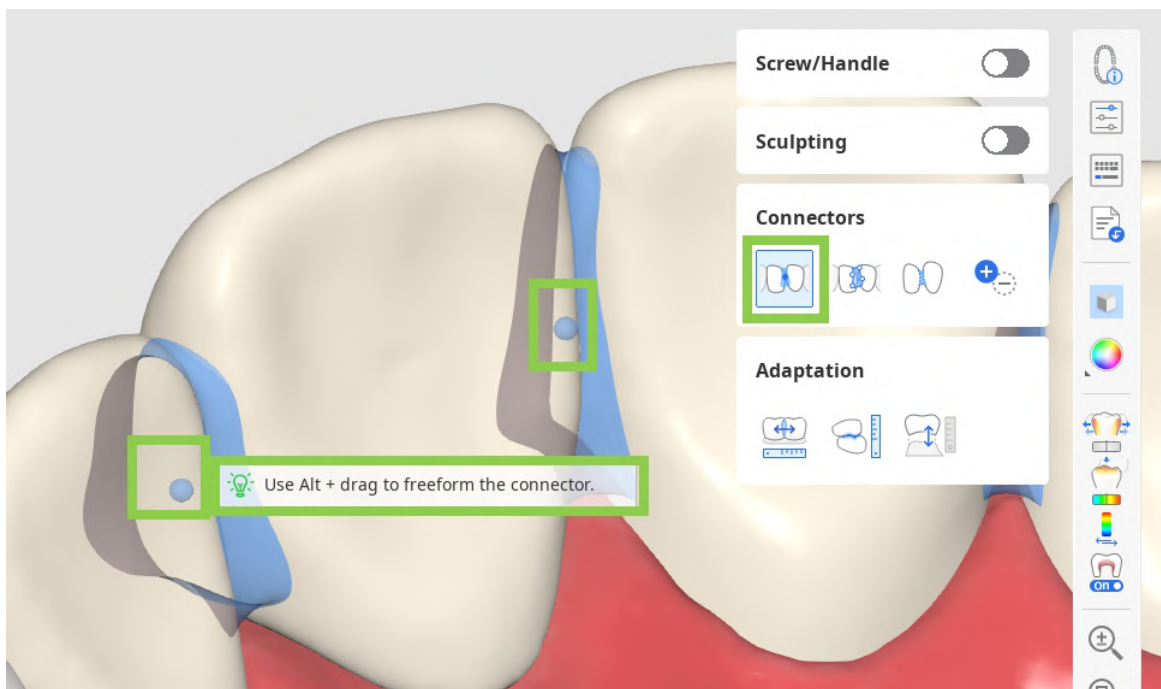 Screw/Handle
Sculpting
Connectors
Adaptation
Use Alt + drag to freeform the connector.
On